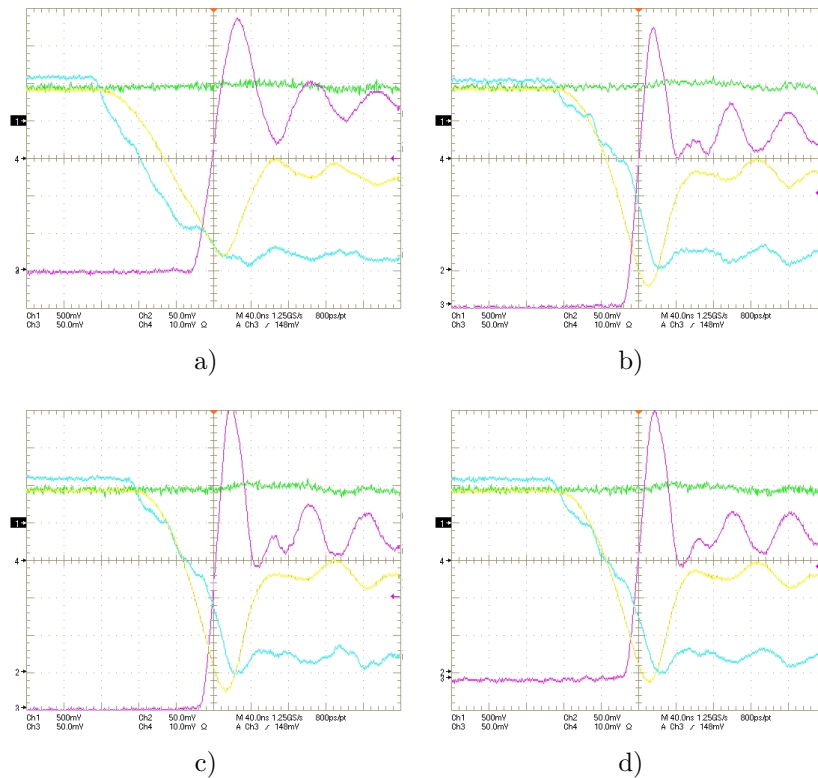 1
4
3
Ch1 500mV Ch2 50.0mV M 40.0ns 1.25GS/s 800ps/pt
Ch3 50.0mV Ch4 10.0mV Ω A Ch3 ∕ 148mV
a)
1
4
2
3
Ch1 500mV Ch2 50.0mV M 40.0ns 1.25GS/s 800ps/pt
Ch3 50.0mV Ch4 10.0mV Ω A Ch3 ∕ 148mV
b)
1
4
2
3
Ch1 500mV Ch2 50.0mV M 40.0ns 1.25GS/s 800ps/pt
Ch3 50.0mV Ch4 10.0mV Ω A Ch3 ∕ 148mV
c)
1
4
3
Ch1 500mV Ch2 50.0mV M 40.0ns 1.25GS/s 800ps/pt
Ch3 50.0mV Ch4 10.0mV Ω A Ch3 ∕ 148mV
d)